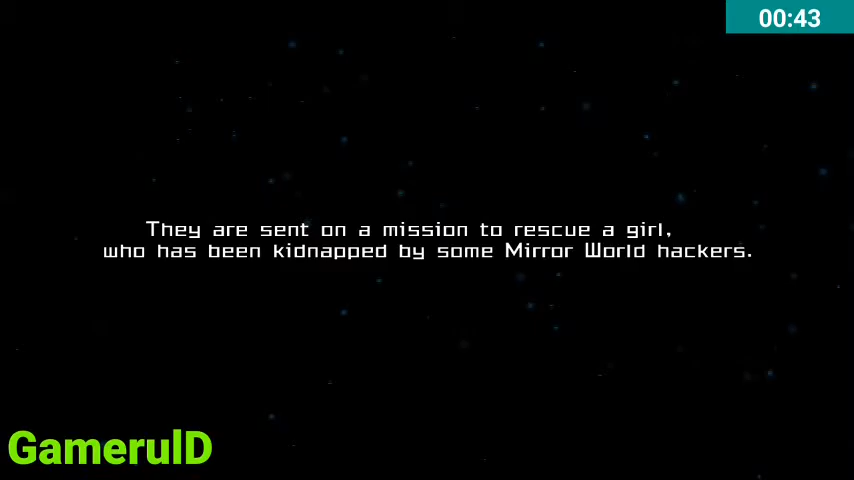 00:43
They are sent on a mission to rescue a girl,
who has been kidnapped by some Mirror World hackers.
GamerulD